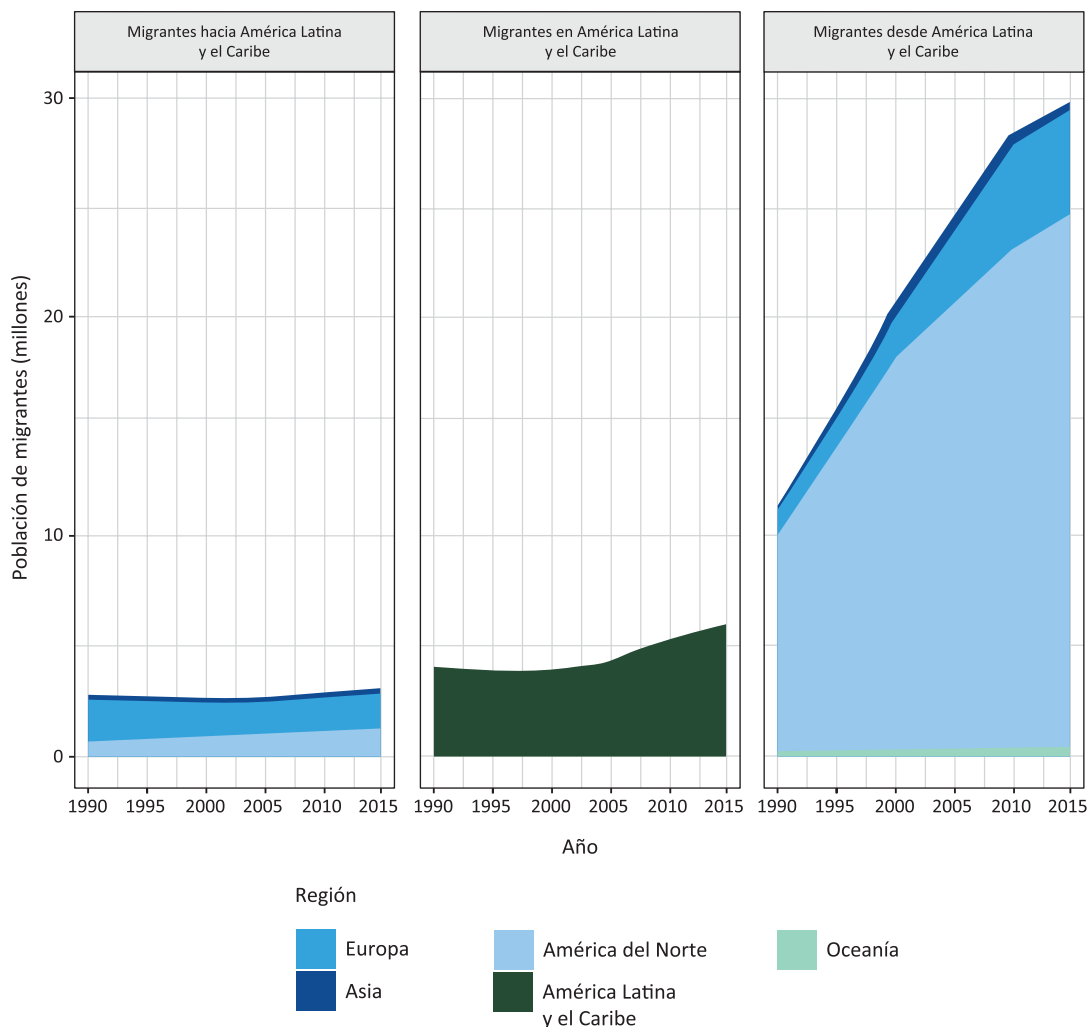 Migrantes hacia América Latina
y el Caribe
Migrantes en América Latina
y el Caribe
Migrantes desde América Latina
y el Caribe
Población de migrantes (millones)
30
20
10
0
1990 1995 2000 2005 2010 2015
1990 1995 2000 2005 2010 2015
1990 1995 2000 2005 2010 2015
Año
Región
Europa
América del Norte
Oceanía
Asia
América Latina
y el Caribe